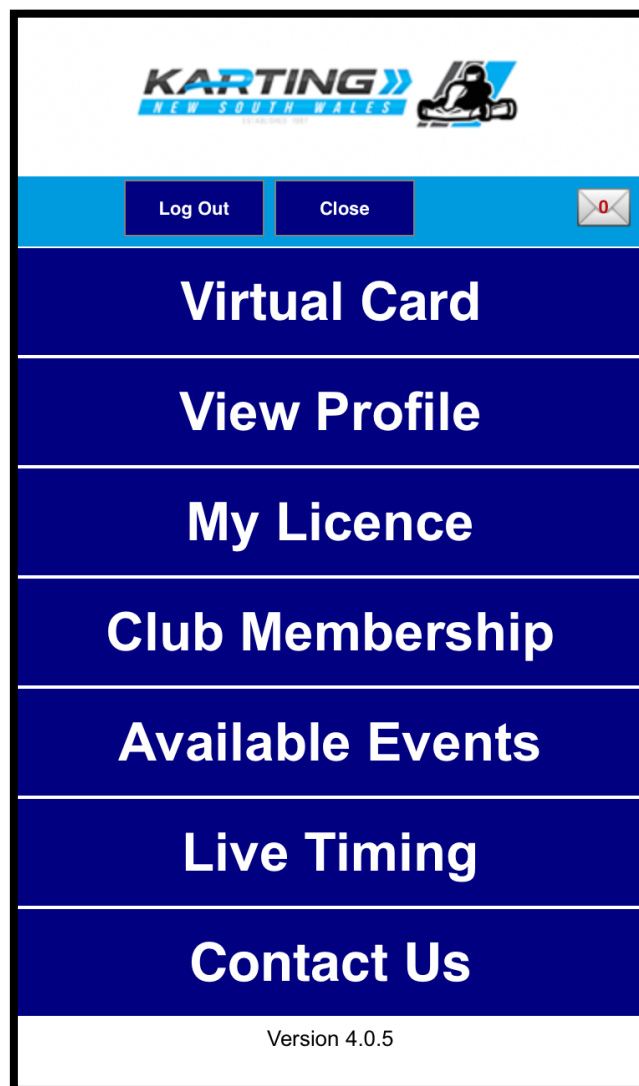 KARTING
NEW SOUTH WALES
Log Out Close 0
Virtual Card
View Profile
My Licence
Club Membership
Available Events
Live Timing
Contact Us
Version 4.0.5